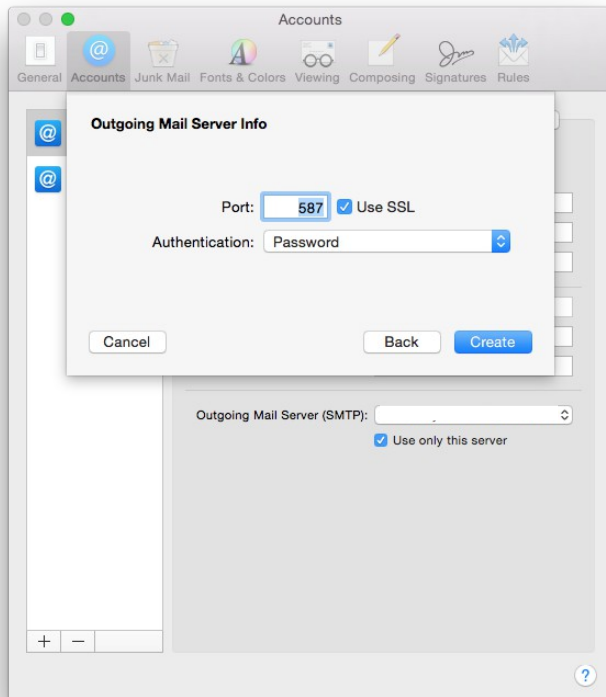 Accounts
General Accounts Junk Mail Fonts & Colors Viewing Composing Signatures Rules
Outgoing Mail Server Info
Port: 587 Use SSL
Authentication: Password
Cancel Back Create
Outgoing Mail Server (SMTP):
Use only this server
+ −
?